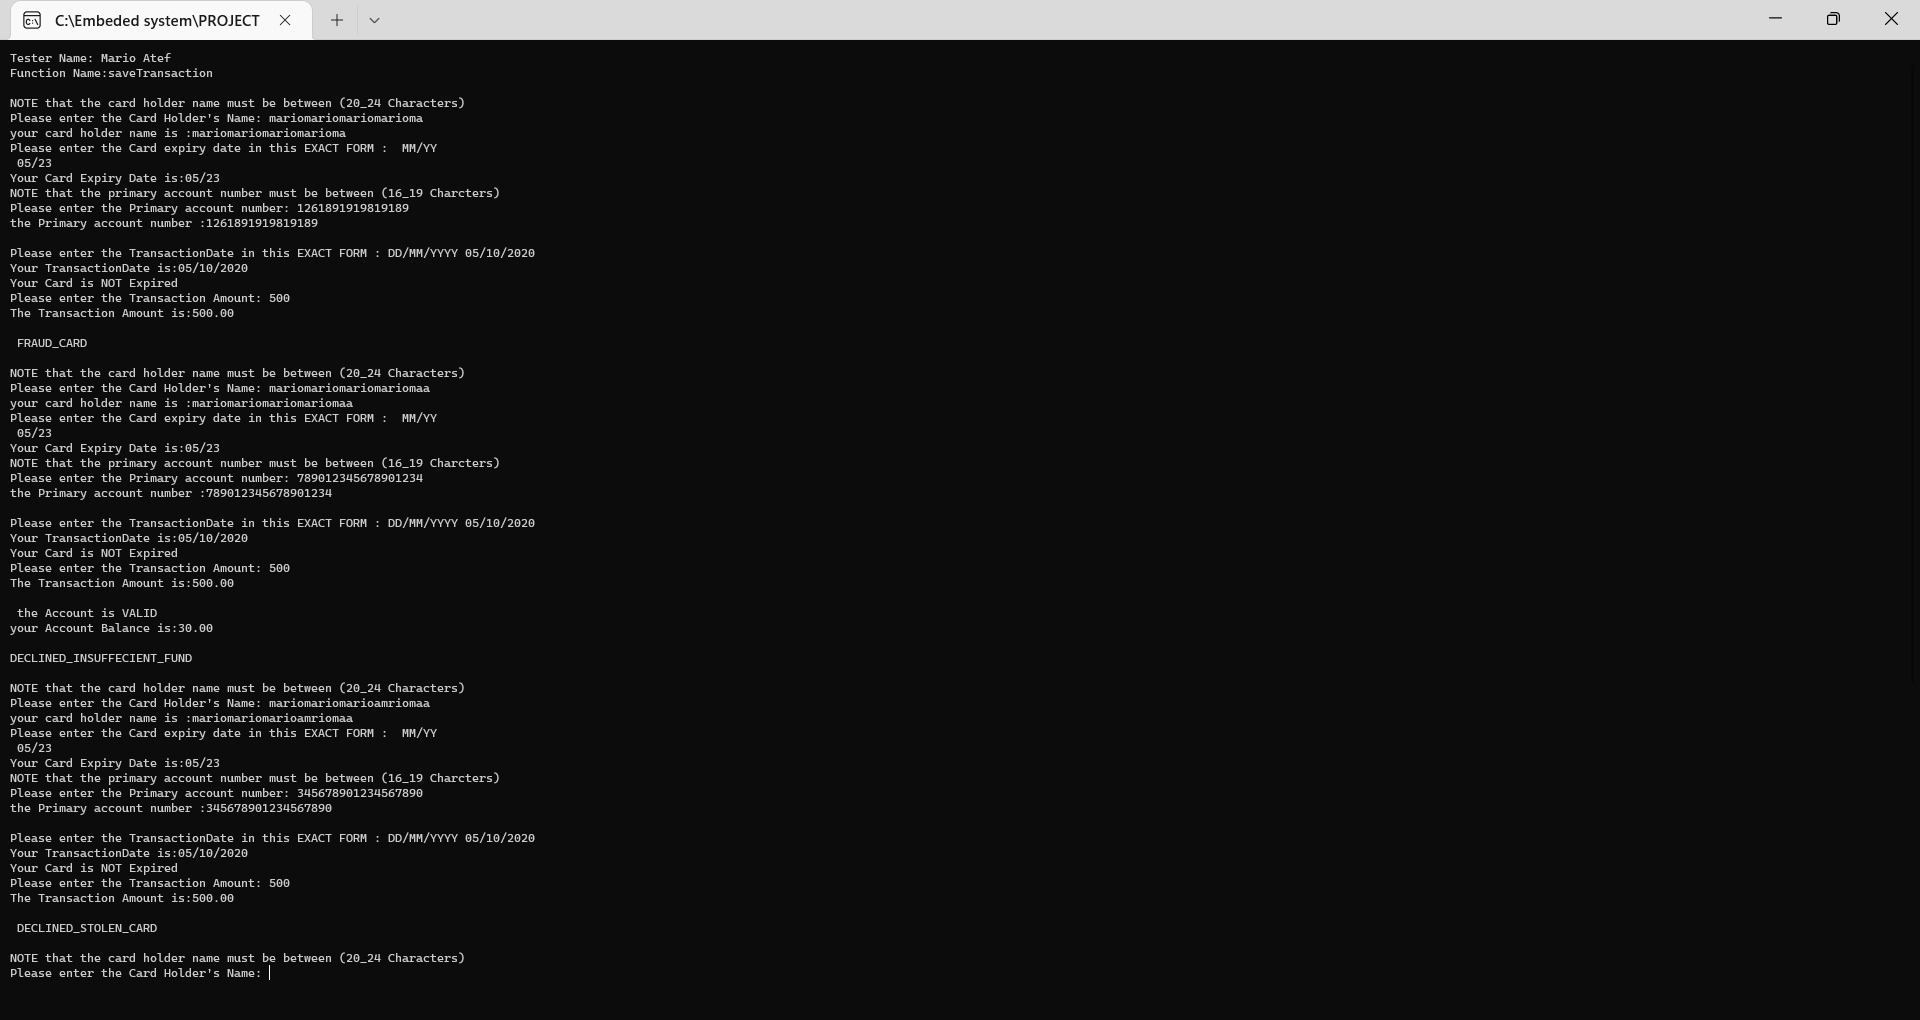 C:\Embeded system\PROJECT
Tester Name: Mario Atef
Function Name:saveTransaction
NOTE that the card holder name must be between (20_24 Characters)
Please enter the Card Holder's Name: mariomariomariomarioma
your card holder name is :mariomariomariomarioma
Please enter the Card expiry date in this EXACT FORM :  MM/YY
05/23
Your Card Expiry Date is:05/23
NOTE that the primary account number must be between (16_19 Charcters)
Please enter the Primary account number: 1261891919819189
the Primary account number :1261891919819189
Please enter the TransactionDate in this EXACT FORM : DD/MM/YYYY 05/10/2020
Your TransactionDate is:05/10/2020
Your Card is NOT Expired
Please enter the Transaction Amount: 500
The Transaction Amount is:500.00
FRAUD_CARD
NOTE that the card holder name must be between (20_24 Characters)
Please enter the Card Holder's Name: mariomariomariomariomaa
your card holder name is :mariomariomariomariomaa
Please enter the Card expiry date in this EXACT FORM :  MM/YY
05/23
Your Card Expiry Date is:05/23
NOTE that the primary account number must be between (16_19 Charcters)
Please enter the Primary account number: 789012345678901234
the Primary account number :789012345678901234
Please enter the TransactionDate in this EXACT FORM : DD/MM/YYYY 05/10/2020
Your TransactionDate is:05/10/2020
Your Card is NOT Expired
Please enter the Transaction Amount: 500
The Transaction Amount is:500.00
the Account is VALID
your Account Balance is:30.00
DECLINED_INSUFFECIENT_FUND
NOTE that the card holder name must be between (20_24 Characters)
Please enter the Card Holder's Name: mariomariomarioamriomaa
your card holder name is :mariomariomarioamriomaa
Please enter the Card expiry date in this EXACT FORM :  MM/YY
05/23
Your Card Expiry Date is:05/23
NOTE that the primary account number must be between (16_19 Charcters)
Please enter the Primary account number: 345678901234567890
the Primary account number :345678901234567890
Please enter the TransactionDate in this EXACT FORM : DD/MM/YYYY 05/10/2020
Your TransactionDate is:05/10/2020
Your Card is NOT Expired
Please enter the Transaction Amount: 500
The Transaction Amount is:500.00
DECLINED_STOLEN_CARD
NOTE that the card holder name must be between (20_24 Characters)
Please enter the Card Holder's Name: